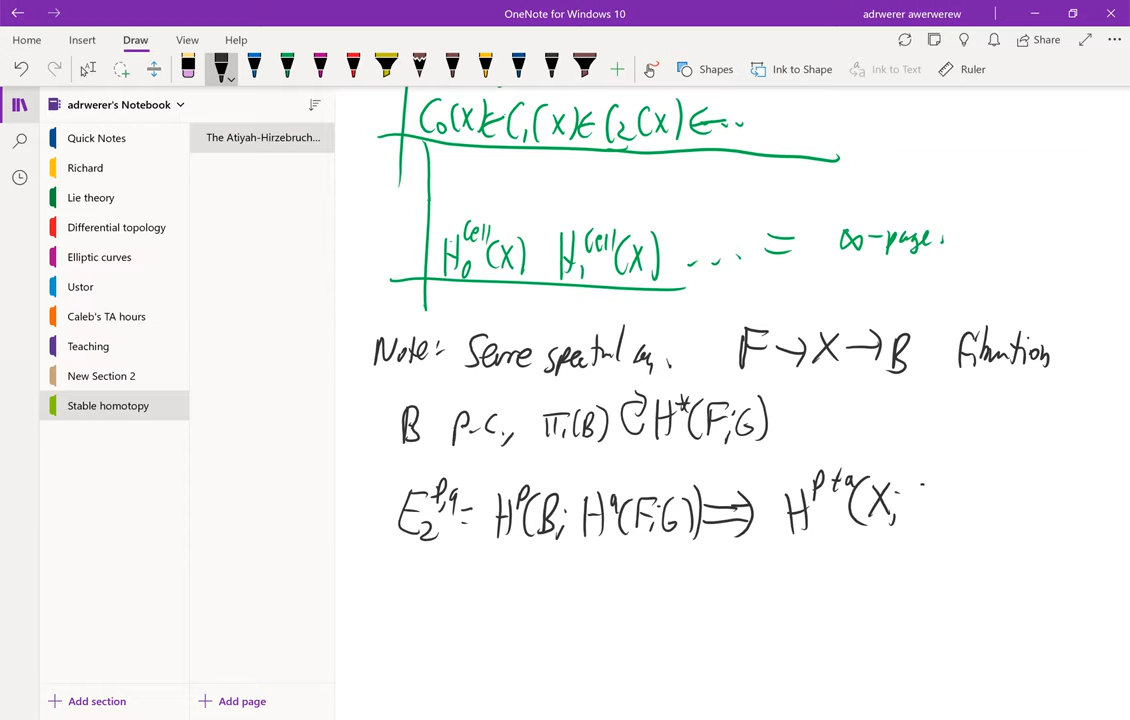 OneNote for Windows 10
adrwerer awerwerew
Home Insert Draw View Help
Share
Shapes
Ink to Shape
Ink to Text
Ruler
adrwerer's Notebook
Quick Notes
Richard
Lie theory
Differential topology
Elliptic curves
Ustor
Caleb's TA hours
Teaching
New Section 2
Stable homotopy
Add section
The Atiyah-Hirzebruch...
Add page
C₀(X) ← C₁(X) ← C₂(X) ← ...
H₀^{cell}(X) H₁^{cell}(X) ... = ∞-page.
Note: Serre spectral F → X → B fibration
B p.c., π₁(B) ↻ H^*(F;G)
E₂^{p,q} = H^p(B; H^q(F;G)) ⇒ H^{p+q}(X;